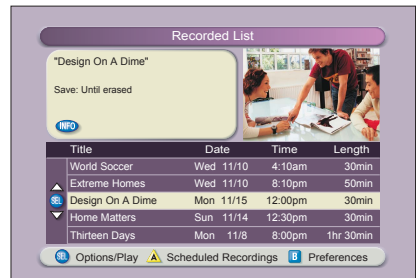 Recorded List
"Design On A Dime"
Save: Until erased
INFO
Title Date Time Length
World Soccer Wed 11/10 4:10am 30min
Extreme Homes Wed 11/10 8:10pm 50min
SEL Design On A Dime Mon 11/15 12:00pm 30min
Home Matters Sun 11/14 12:30pm 30min
Thirteen Days Mon 11/8 8:00pm 1hr 30min
SEL Options/Play A Scheduled Recordings B Preferences